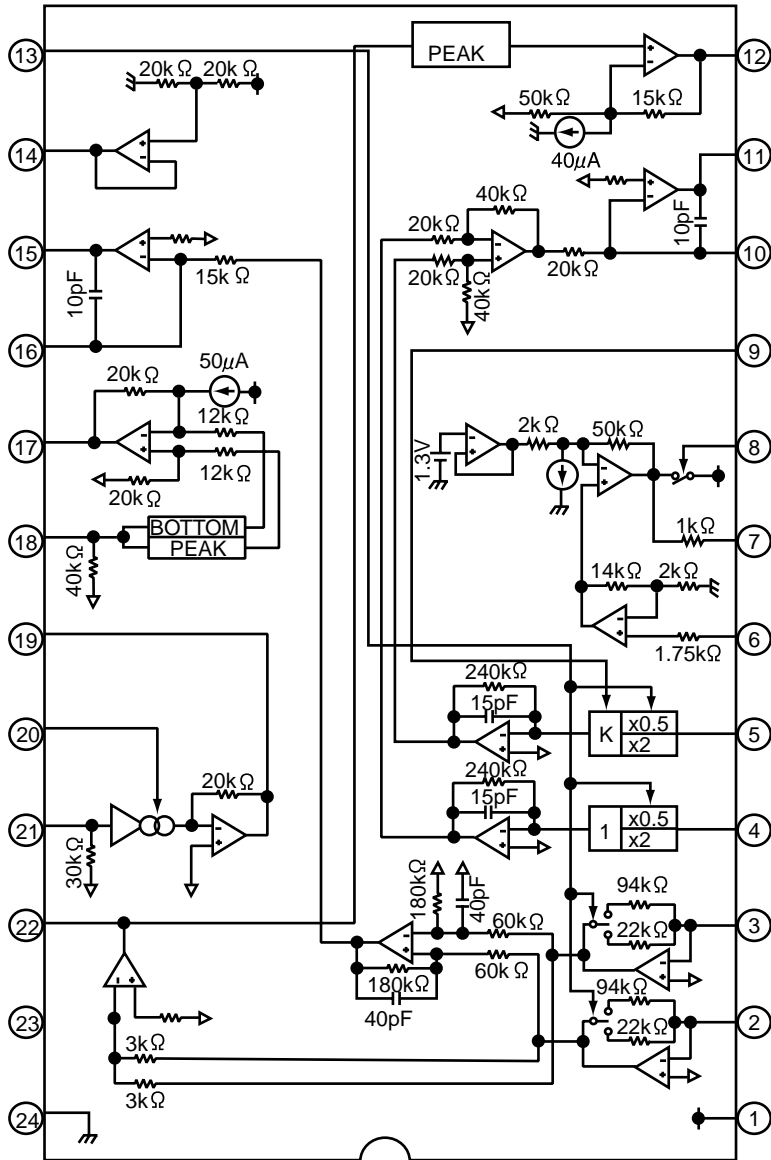 13
PEAK
12
20kΩ 20kΩ
50kΩ
15kΩ
40μA
14
11
40kΩ
20kΩ
20kΩ
40kΩ
20kΩ
10pF
10
15
10pF
15kΩ
16
9
50μA
20kΩ
12kΩ
12kΩ
20kΩ
17
1.3V
2kΩ
50kΩ
8
18
BOTTOM
PEAK
40kΩ
1kΩ
7
14kΩ
2kΩ
1.75kΩ
6
19
240kΩ
15pF
K
x0.5
x2
5
20
20kΩ
240kΩ
15pF
1
x0.5
x2
4
21
30kΩ
180kΩ
40pF
60kΩ
60kΩ
180kΩ
40pF
94kΩ
22kΩ
3
22
94kΩ
22kΩ
2
23
3kΩ
3kΩ
24
1